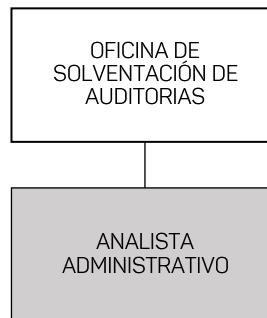 OFICINA DE
SOLVENTACIÓN DE
AUDITORIAS
ANALISTA
ADMINISTRATIVO